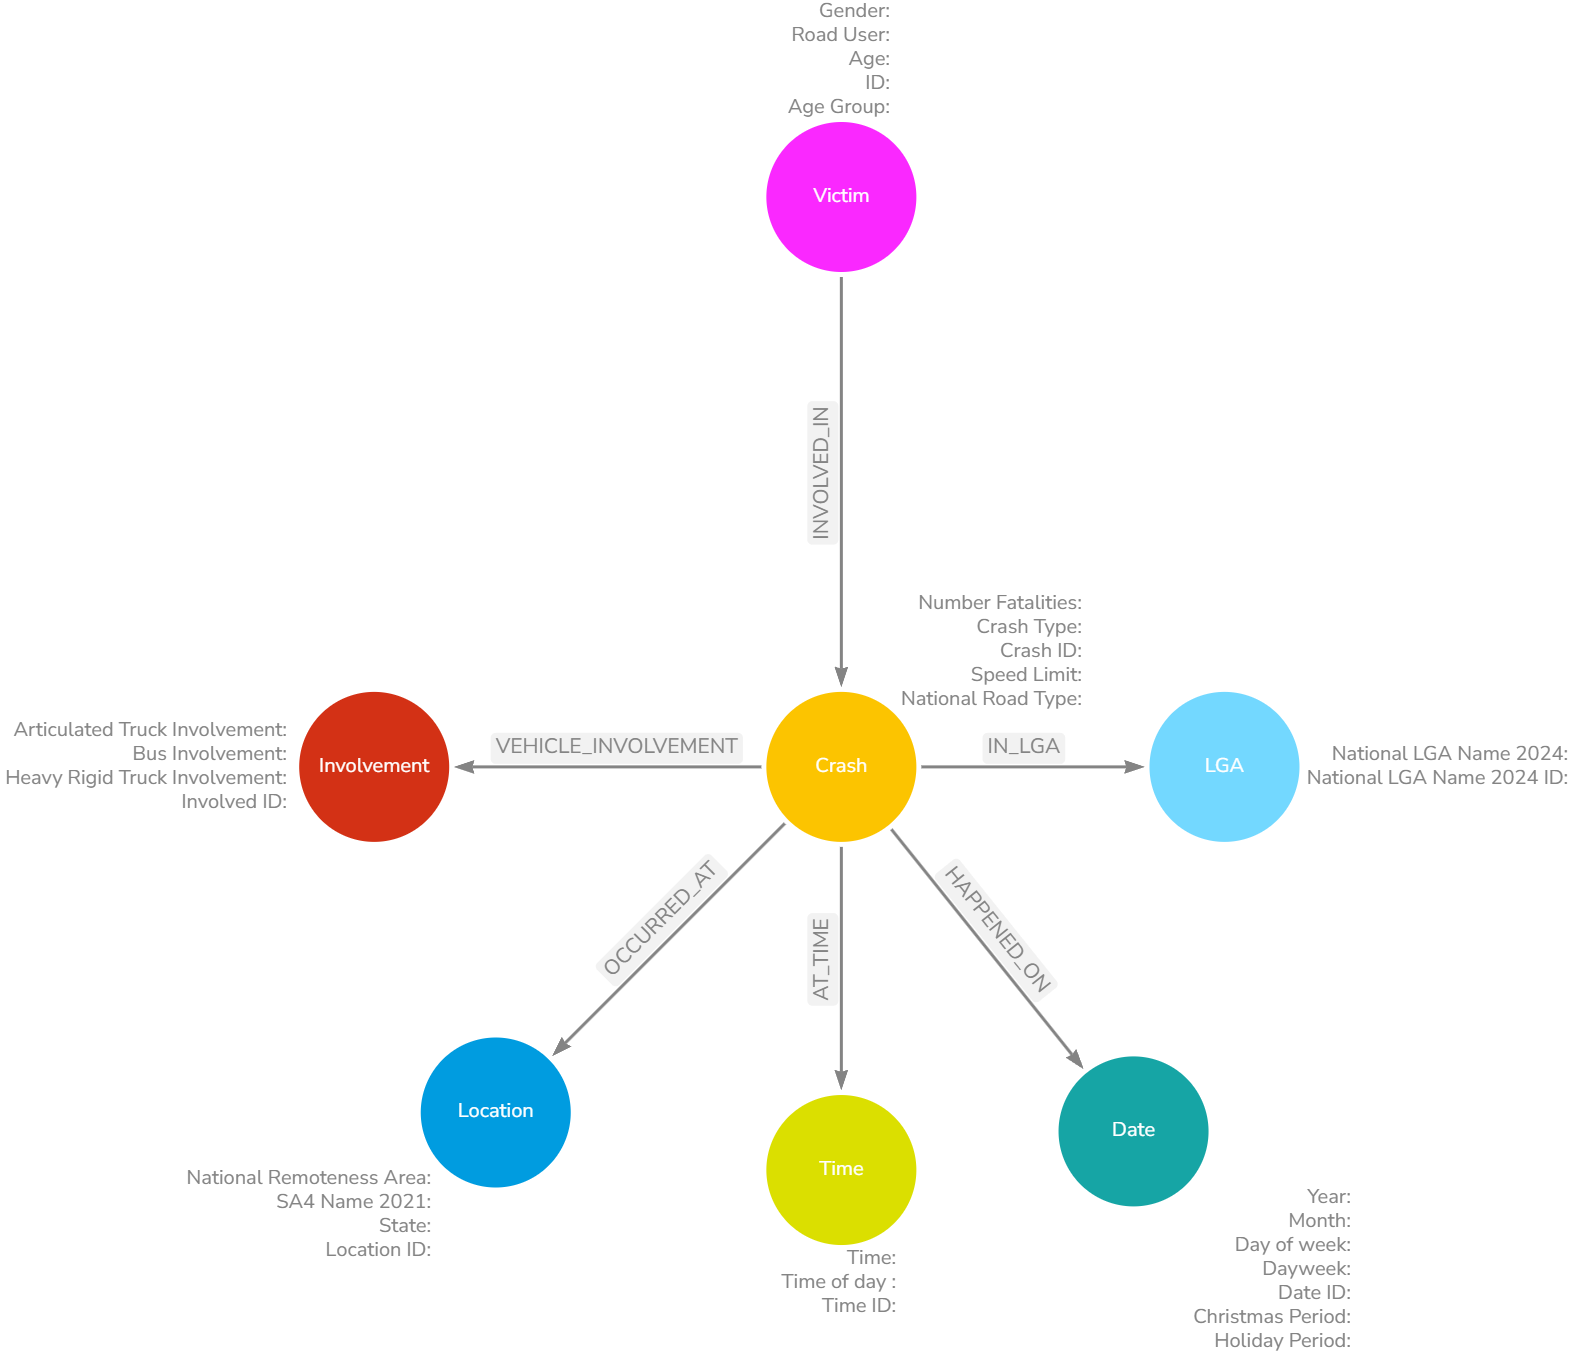 Gender:
Road User:
Age:
ID:
Age Group:
Victim
INVOLVED_IN
Number Fatalities:
Crash Type:
Crash ID:
Speed Limit:
National Road Type:
Articulated Truck Involvement:
Bus Involvement:
Heavy Rigid Truck Involvement:
Involved ID:
Involvement
VEHICLE_INVOLVEMENT
Crash
IN_LGA
LGA
National LGA Name 2024:
National LGA Name 2024 ID:
OCCURRED_AT
AT_TIME
HAPPENED_ON
Location
National Remoteness Area:
SA4 Name 2021:
State:
Location ID:
Time
Time:
Time of day :
Time ID:
Date
Year:
Month:
Day of week:
Dayweek:
Date ID:
Christmas Period:
Holiday Period: